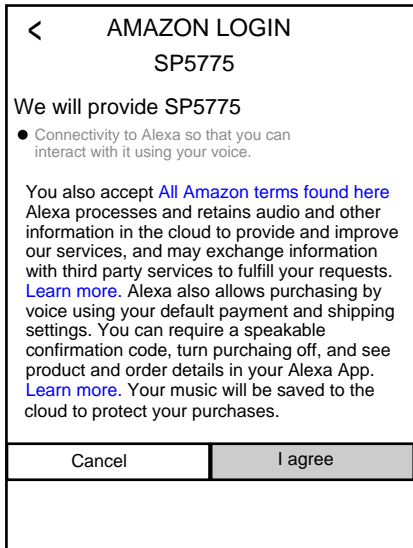 < AMAZON LOGIN
SP5775
We will provide SP5775
● Connectivity to Alexa so that you can
interact with it using your voice.
You also accept All Amazon terms found here
Alexa processes and retains audio and other
information in the cloud to provide and improve
our services, and may exchange information
with third party services to fulfill your requests.
Learn more. Alexa also allows purchasing by
voice using your default payment and shipping
settings. You can require a speakable
confirmation code, turn purchaing off, and see
product and order details in your Alexa App.
Learn more. Your music will be saved to the
cloud to protect your purchases.
Cancel I agree